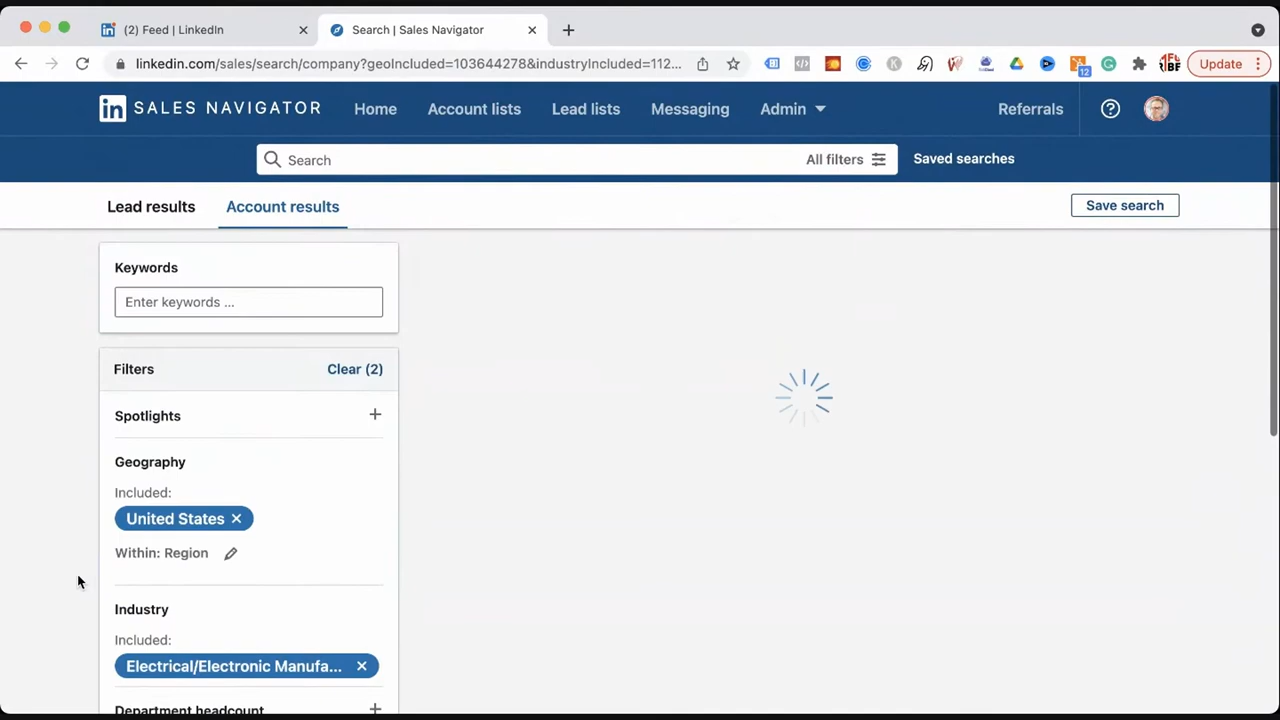 (2) Feed | LinkedIn
Search | Sales Navigator
linkedin.com/sales/search/company?geoIncluded=103644278&industryIncluded=112...
12
Update
in SALES NAVIGATOR
Home
Account lists
Lead lists
Messaging
Admin
Referrals
Search
All filters
Saved searches
Lead results
Account results
Save search
Keywords
Enter keywords ...
Filters
Clear (2)
Spotlights
Geography
Included:
United States
Within: Region
Industry
Included:
Electrical/Electronic Manufa...
Department headcount